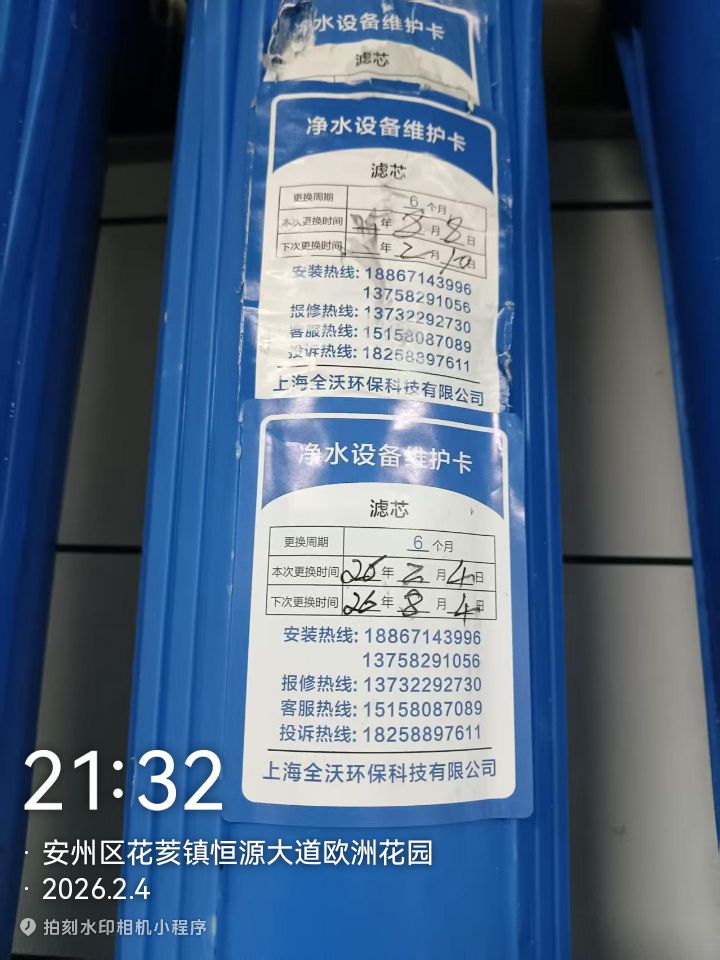 净水设备维护卡
滤芯
净水设备维护卡
滤芯
更换周期 6 个月
本次更换时间 年 8 月 8 日
下次更换时间 年 2 月 10 日
安装热线: 18867143996
13758291056
报修热线: 13732292730
客服热线: 15158087089
投诉热线: 18258897611
上海全沃环保科技有限公司
净水设备维护卡
滤芯
更换周期 6 个月
本次更换时间 26 年 2 月 4 日
下次更换时间 26 年 8 月 4 日
安装热线: 18867143996
13758291056
报修热线: 13732292730
客服热线: 15158087089
投诉热线: 18258897611
上海全沃环保科技有限公司
21:32
· 安州区花荄镇恒源大道欧洲花园
· 2026.2.4
拍刻水印相机小程序